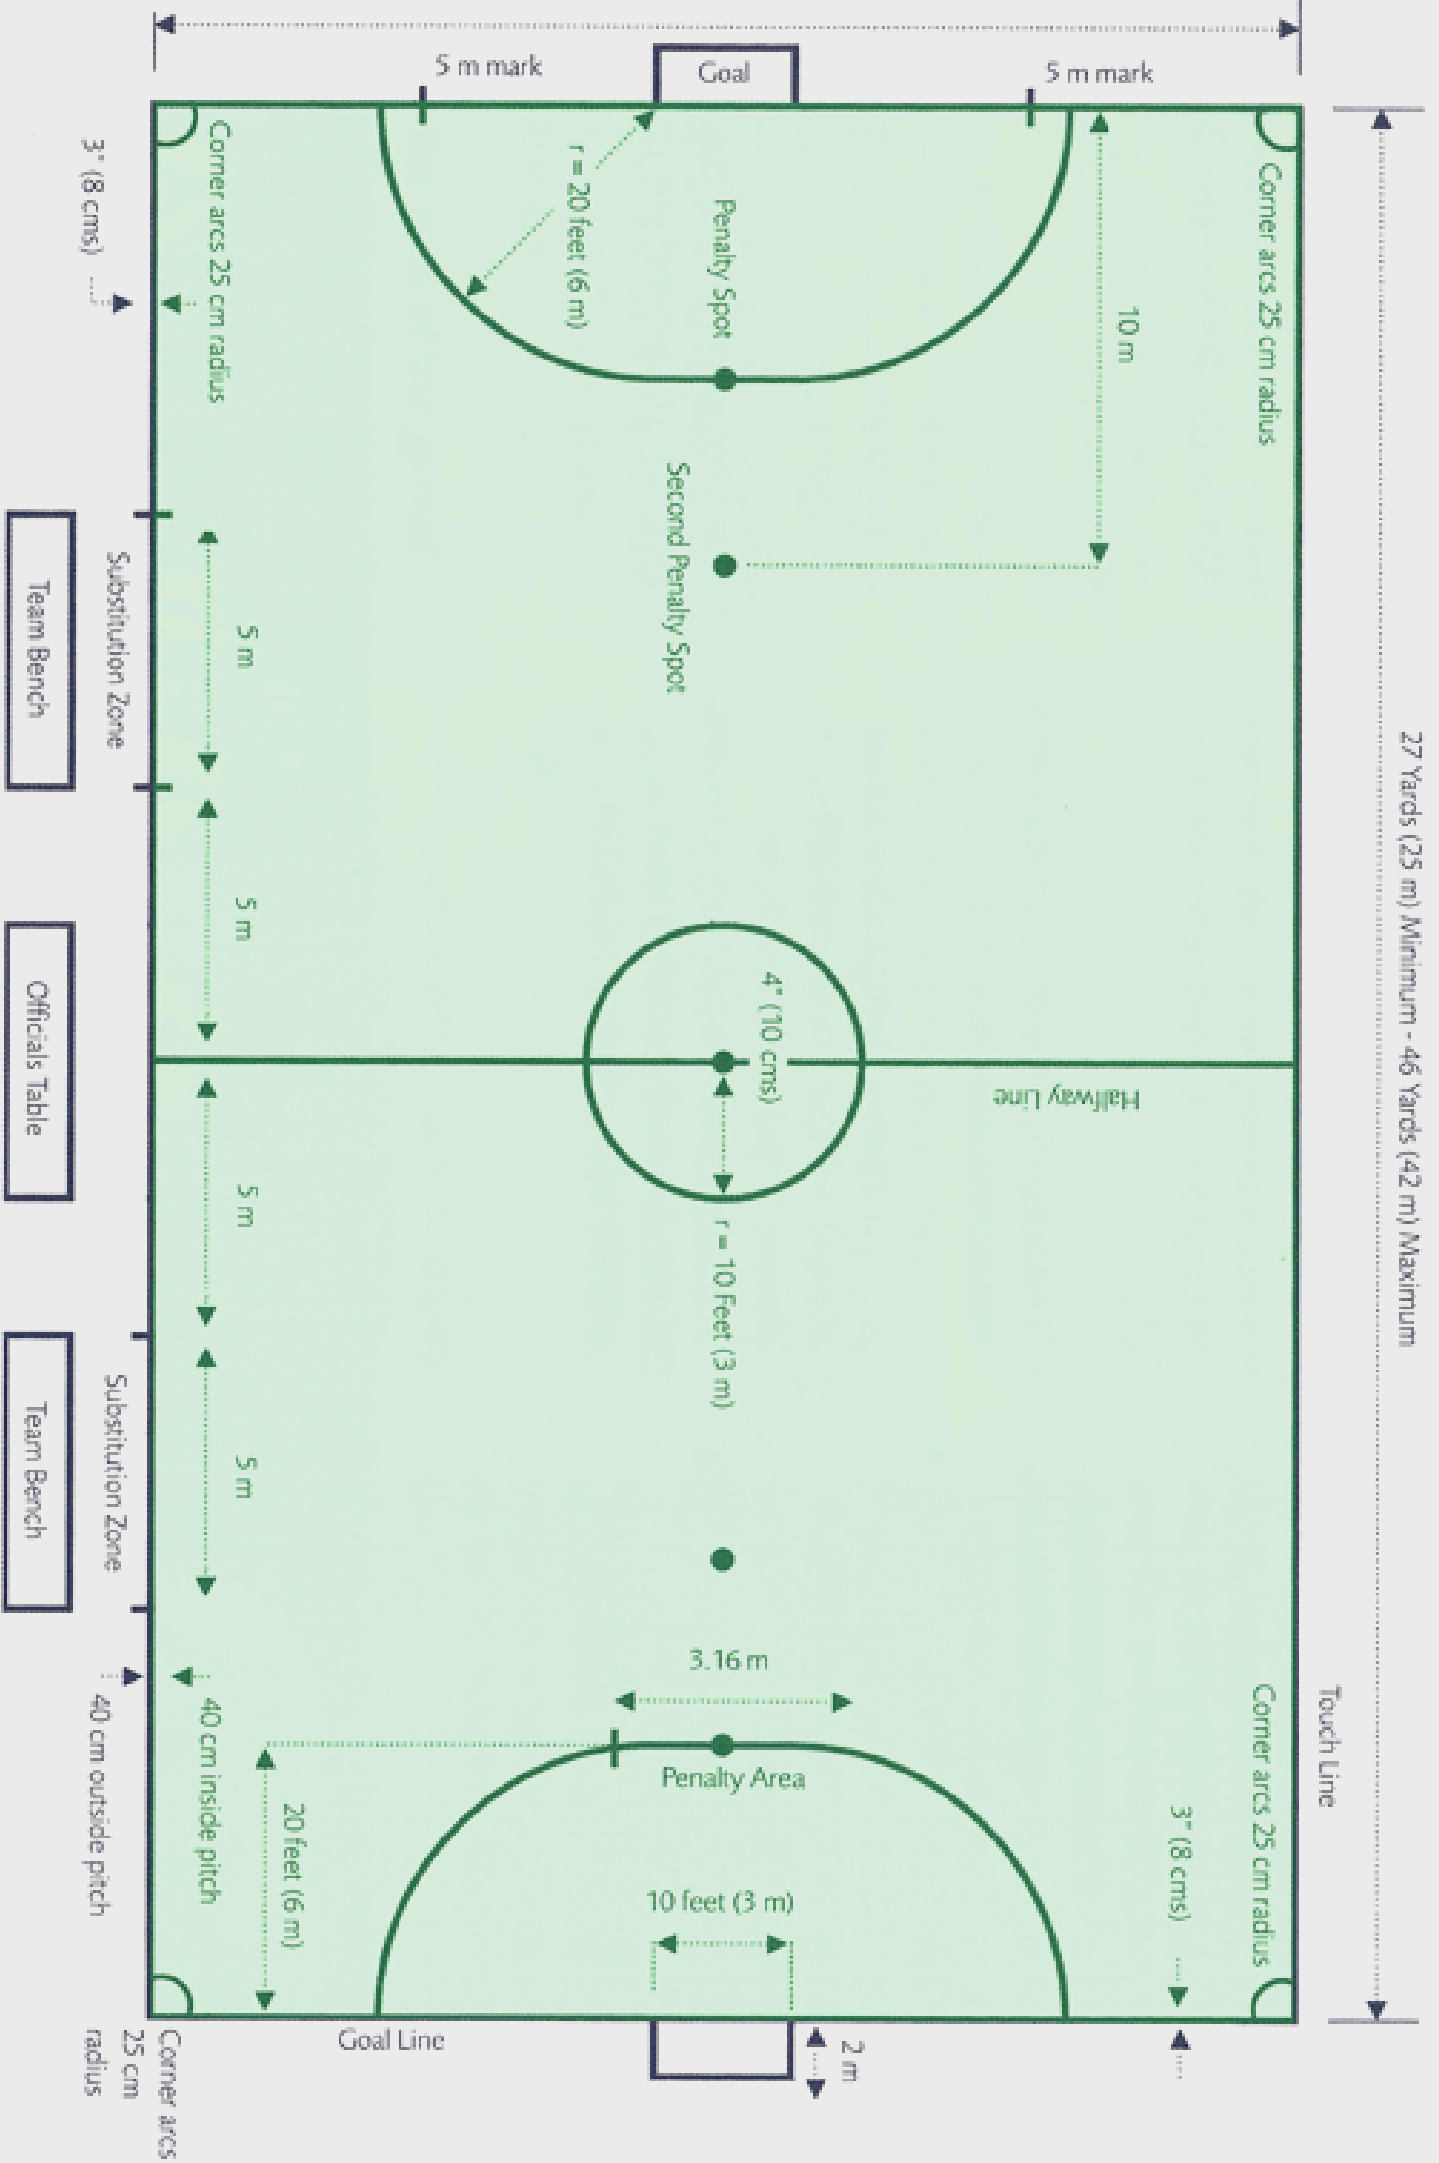 5 m mark
Goal
5 m mark
Corner arcs 25 cm radius
3" (8 cms)
r = 20 feet (6 m)
Penalty Spot
10 m
Corner arcs 25 cm radius
Second Penalty Spot
Team Bench
Substitution Zone
5 m
27 Yards (25 m) Minimum - 46 Yards (42 m) Maximum
5 m
Officials Table
4" (10 cms)
Halfway Line
5 m
r = 10 Feet (3 m)
Team Bench
Substitution Zone
5 m
3.16 m
Penalty Area
40 cm outside pitch
40 cm inside pitch
20 feet (6 m)
10 feet (3 m)
3" (8 cms)
Corner arcs 25 cm radius
Touch Line
Goal Line
2 m
Corner arcs
25 cm
radius